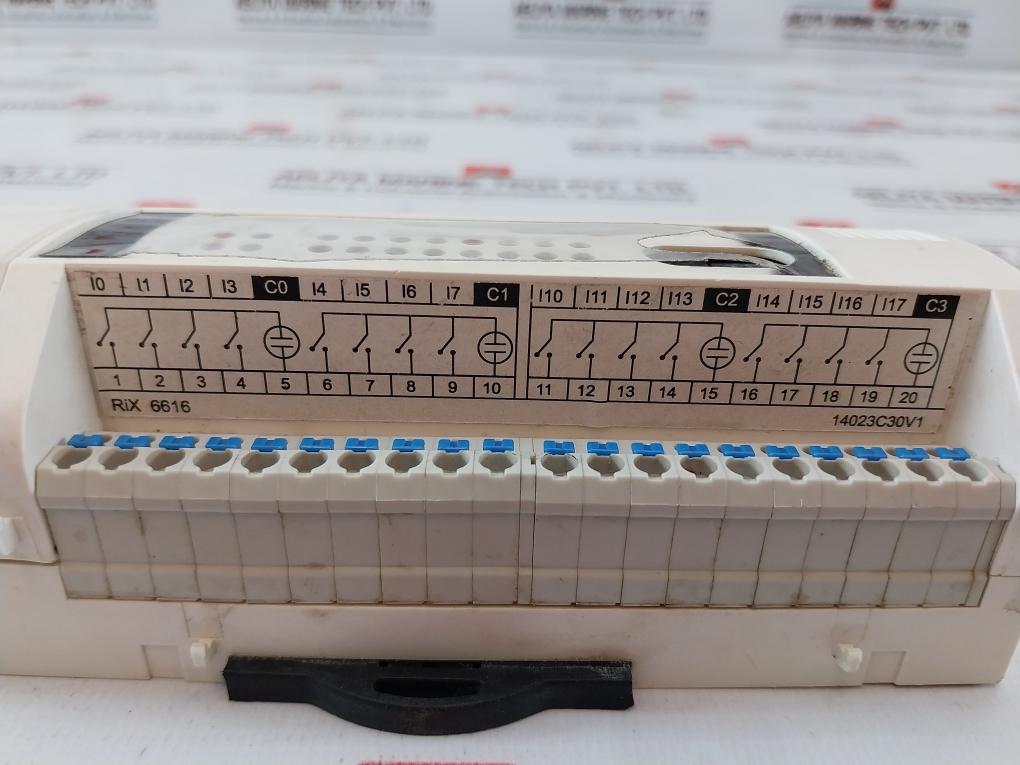 I0 I1 I2 I3 C0 I4 I5 I6 I7 C1 I10 I11 I12 I13 C2 I14 I15 I16 I17 C3
1 2 3 4 5 6 7 8 9 10 11 12 13 14 15 16 17 18 19 20
RiX 6616
14023C30V1